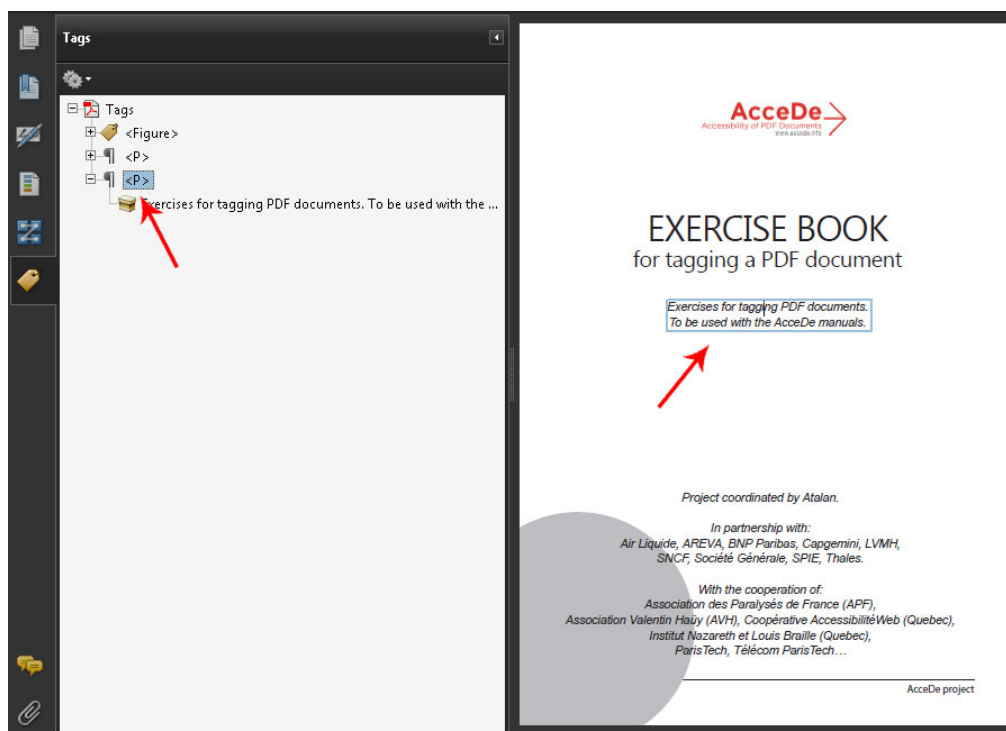 Tags
Tags
<Figure>
<P>
<P>
Exercises for tagging PDF documents. To be used with the ...
AcceDe
Accessibility of PDF Documents
www.accede.info
EXERCISE BOOK
for tagging a PDF document
Exercises for tagging PDF documents.
To be used with the AcceDe manuals.
Project coordinated by Atalan.
In partnership with:
Air Liquide, AREVA, BNP Paribas, Capgemini, LVMH,
SNCF, Société Générale, SPIE, Thales.
With the cooperation of:
Association des Paralysés de France (APF),
Association Valentin Haüy (AVH), Coopérative AccessibilitéWeb (Quebec),
Institut Nazareth et Louis Braille (Quebec),
ParisTech, Télécom ParisTech…
AcceDe project